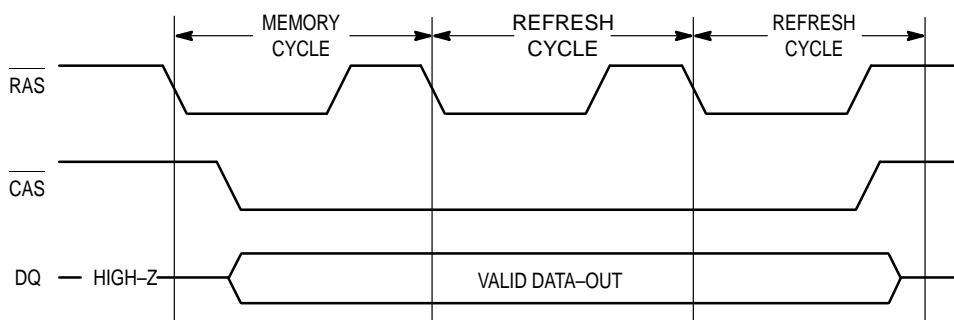 MEMORY
CYCLE
REFRESH
CYCLE
REFRESH
CYCLE
RAS
CAS
DQ
HIGH–Z
VALID DATA–OUT